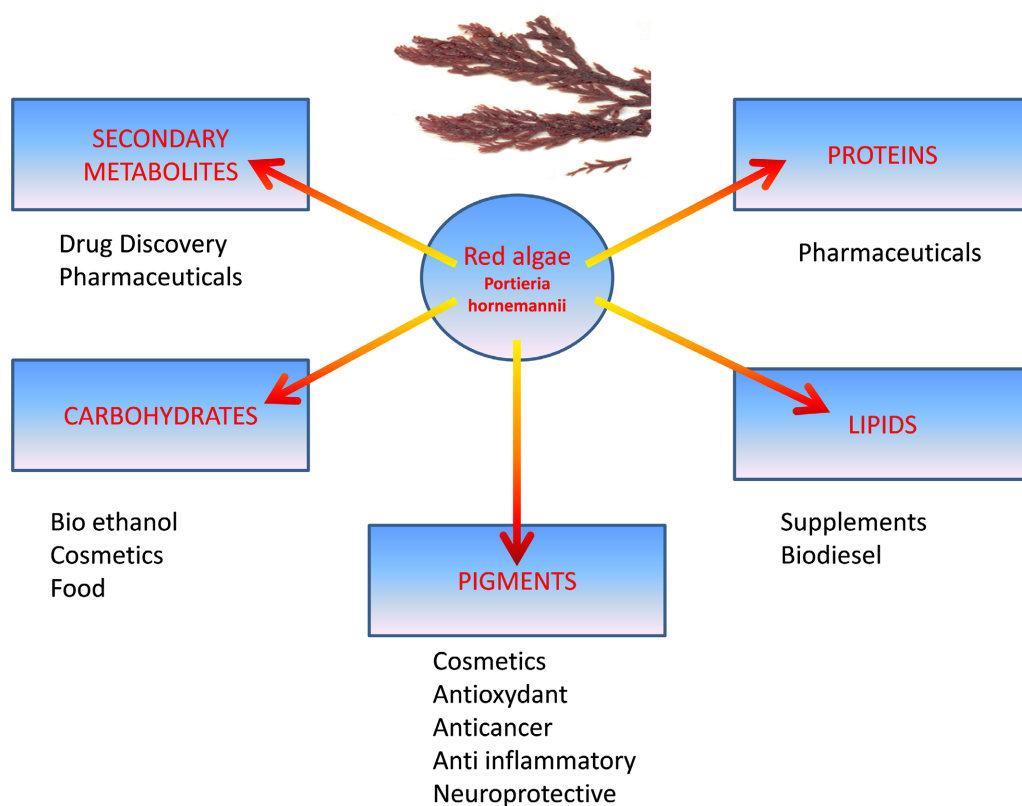 SECONDARY
METABOLITES
Drug Discovery
Pharmaceuticals
PROTEINS
Pharmaceuticals
Red algae
Portieria
hornemannii
CARBOHYDRATES
Bio ethanol
Cosmetics
Food
LIPIDS
Supplements
Biodiesel
PIGMENTS
Cosmetics
Antioxydant
Anticancer
Anti inflammatory
Neuroprotective